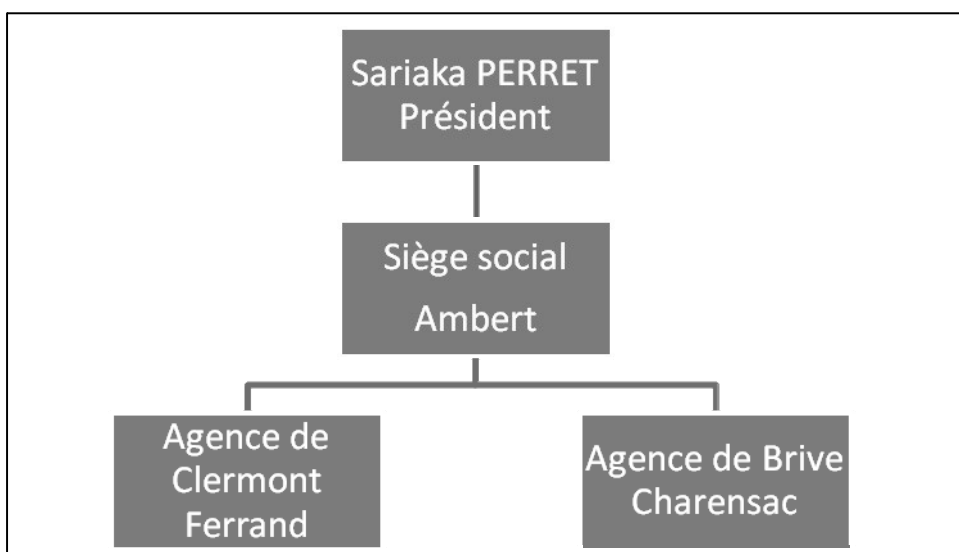 Sariaka PERRET
Président
Siège social
Ambert
Agence de
Clermont
Ferrand
Agence de Brive
Charensac